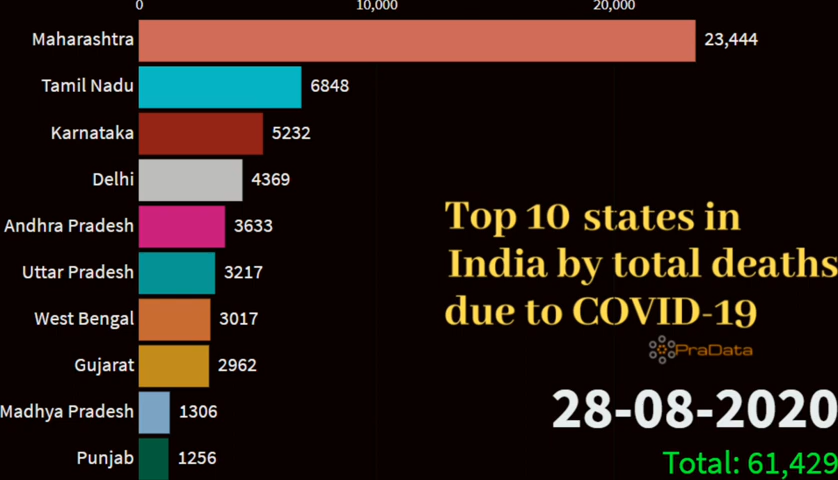 0 10,000 20,000
Maharashtra 23,444
Tamil Nadu 6848
Karnataka 5232
Delhi 4369
Andhra Pradesh 3633
Uttar Pradesh 3217
West Bengal 3017
Gujarat 2962
Madhya Pradesh 1306
Punjab 1256
Top 10 states in
India by total deaths
due to COVID-19
PraData
28-08-2020
Total: 61,429